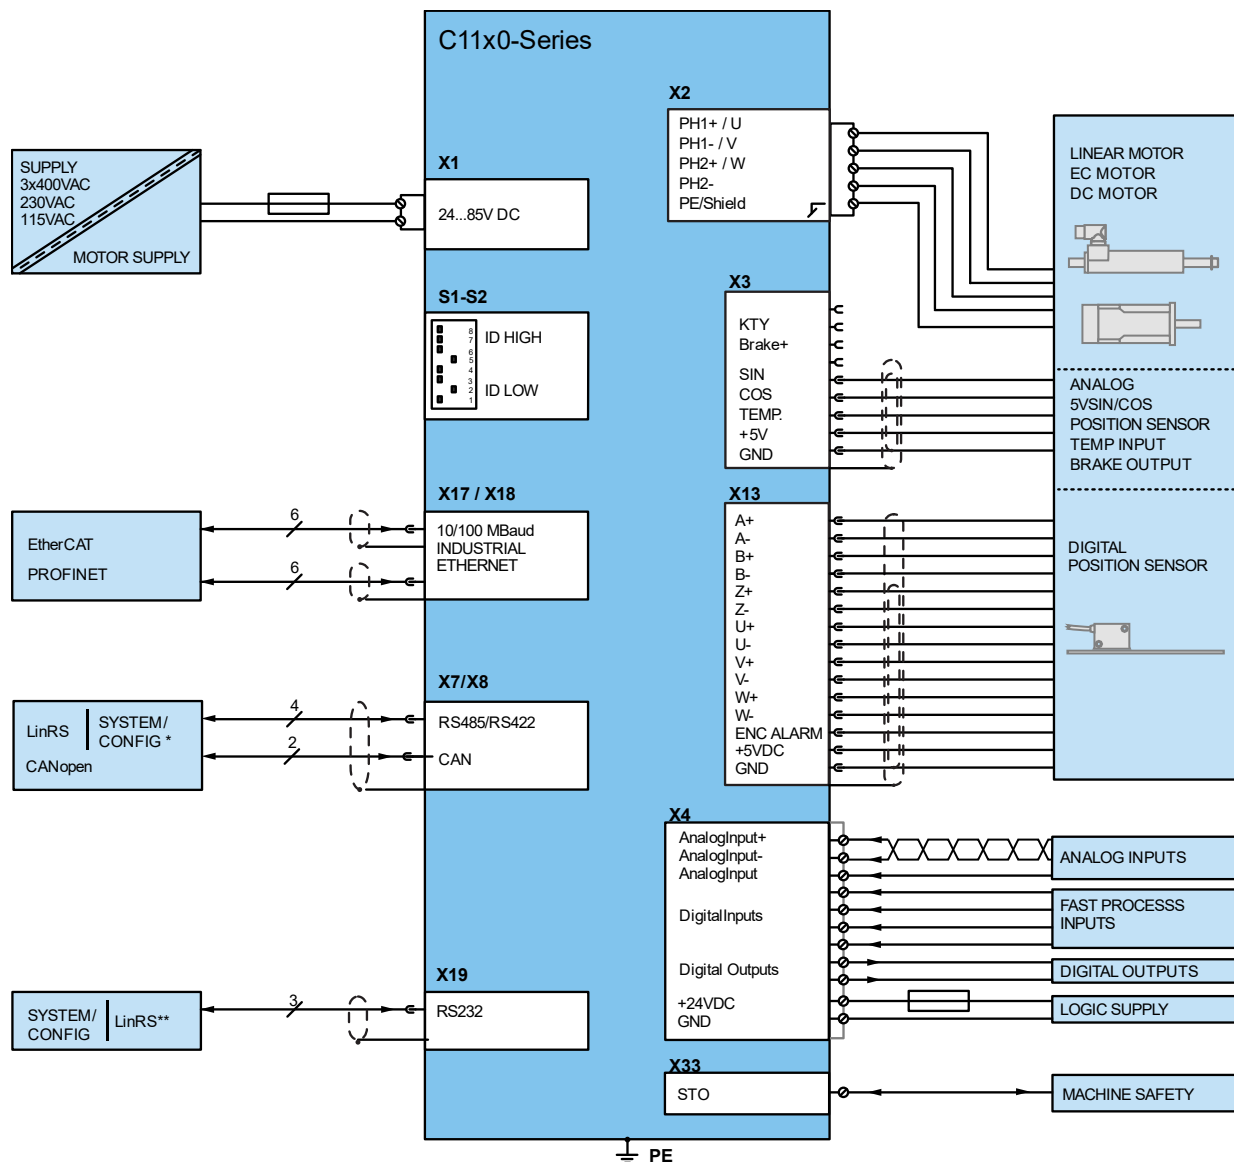 C11x0-Series
SUPPLY
3x400VAC
230VAC
115VAC
MOTOR SUPPLY
X1
24...85V DC
S1-S2
8
7
6
5
4
3
2
1
ID HIGH
ID LOW
X17 / X18
10/100 MBaud
INDUSTRIAL
ETHERNET
6
6
EtherCAT
PROFINET
X7/X8
RS485/RS422
CAN
4
2
LinRS
SYSTEM/
CONFIG *
CANopen
X19
RS232
3
SYSTEM/
CONFIG
LinRS**
X2
PH1+ / U
PH1- / V
PH2+ / W
PH2-
PE/Shield
LINEAR MOTOR
EC MOTOR
DC MOTOR
X3
KTY
Brake+
SIN
COS
TEMP.
+5V
GND
ANALOG
5VSIN/COS
POSITION SENSOR
TEMP INPUT
BRAKE OUTPUT
X13
A+
A-
B+
B-
Z+
Z-
U+
U-
V+
V-
W+
W-
ENC ALARM
+5VDC
GND
DIGITAL
POSITION SENSOR
X4
AnalogInput+
AnalogInput-
AnalogInput
DigitalInputs
Digital Outputs
+24VDC
GND
ANALOG INPUTS
FAST PROCESSS
INPUTS
DIGITAL OUTPUTS
LOGIC SUPPLY
X33
STO
MACHINE SAFETY
PE